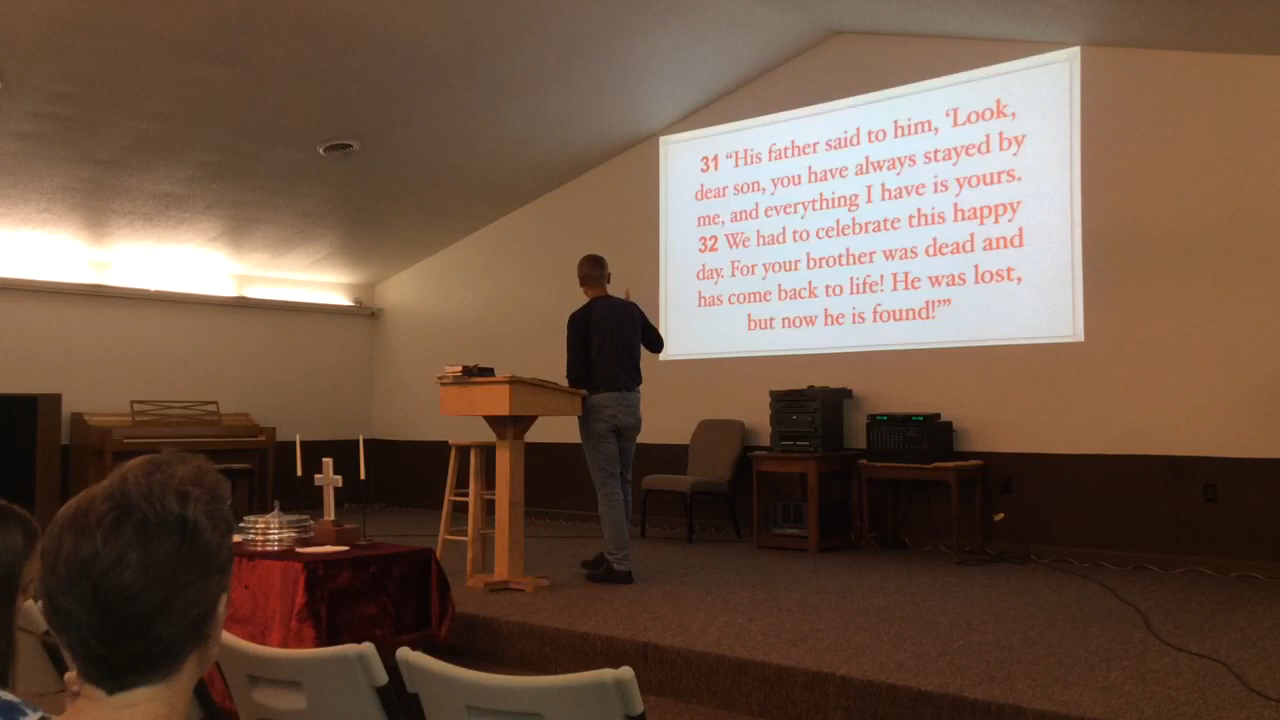 31 “His father said to him, ‘Look,
dear son, you have always stayed by
me, and everything I have is yours.
32 We had to celebrate this happy
day. For your brother was dead and
has come back to life! He was lost,
but now he is found!’”